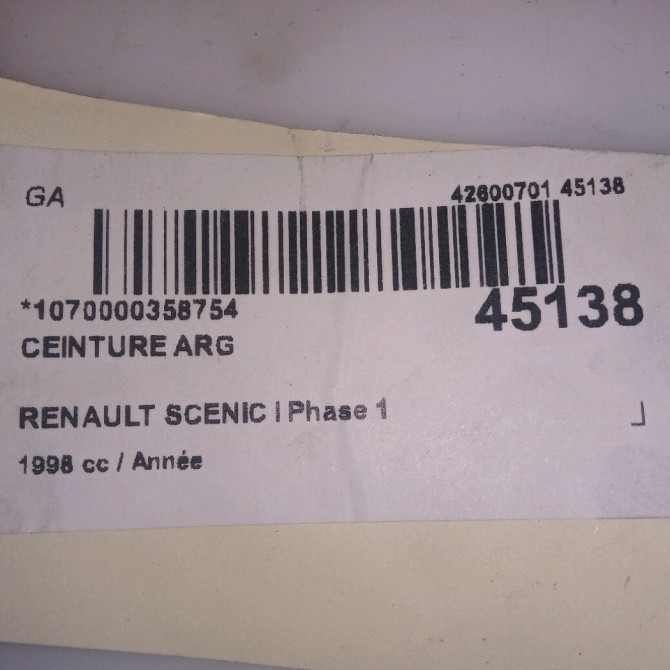 GA
42600701 45138
*1070000358754
45138
CEINTURE ARG
RENAULT SCENIC I Phase 1
1998 cc / Année